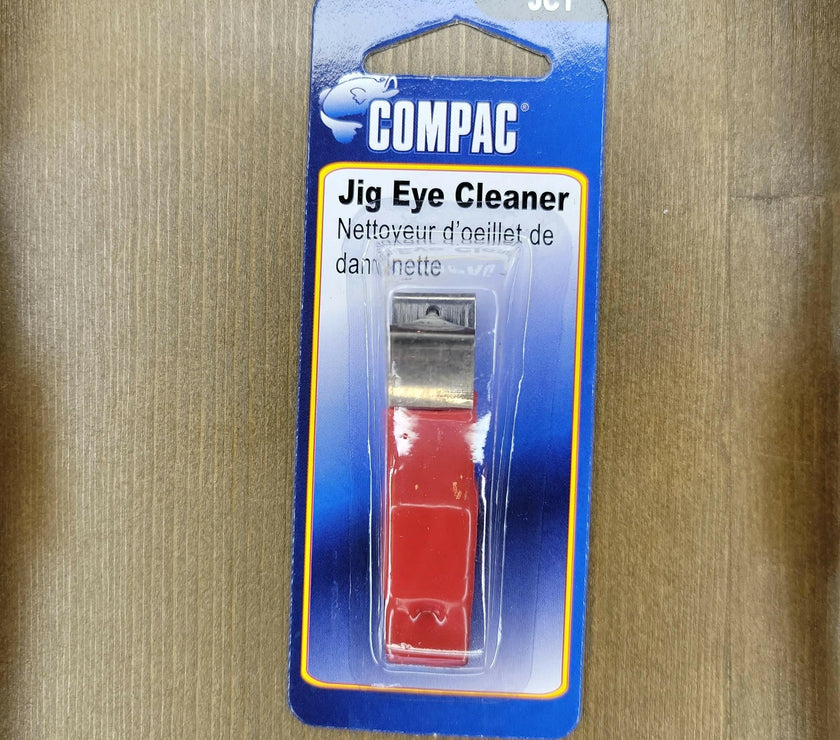 COMPAC®
Jig Eye Cleaner
Nettoyeur d'oeillet de